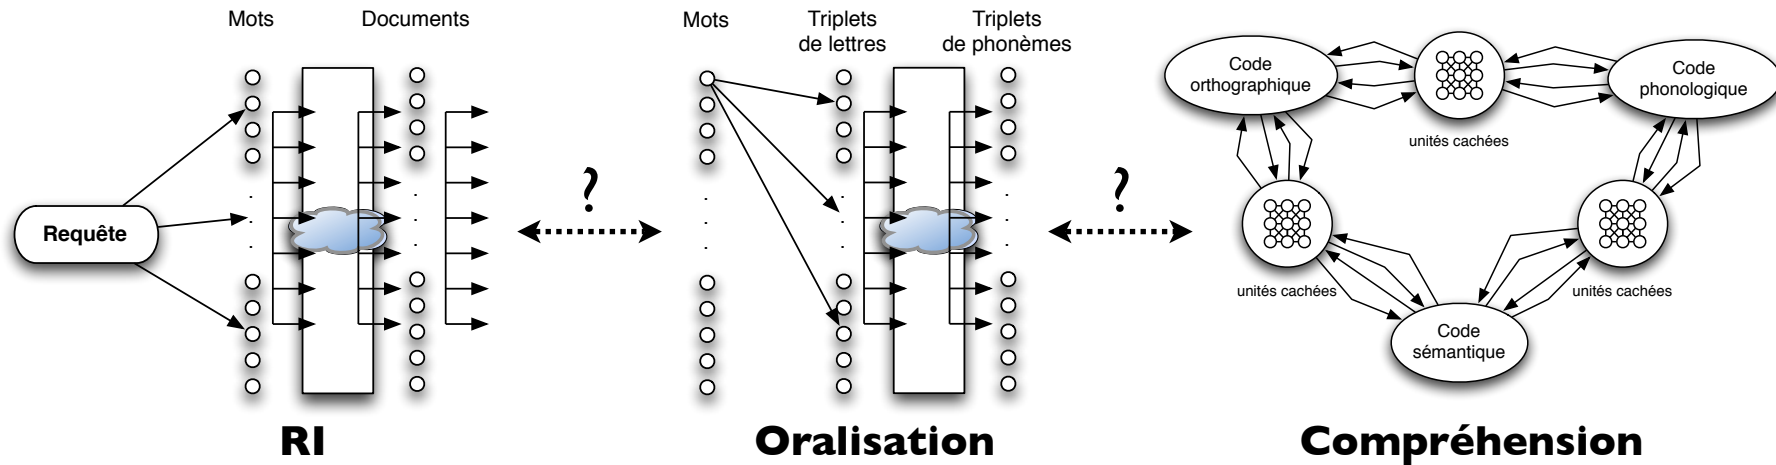 Mots
Documents
Requête
RI
?
Mots
Triplets
de lettres
Triplets
de phonèmes
Oralisation
?
Code
orthographique
Code
phonologique
unités cachées
unités cachées
unités cachées
Code
sémantique
Compréhension